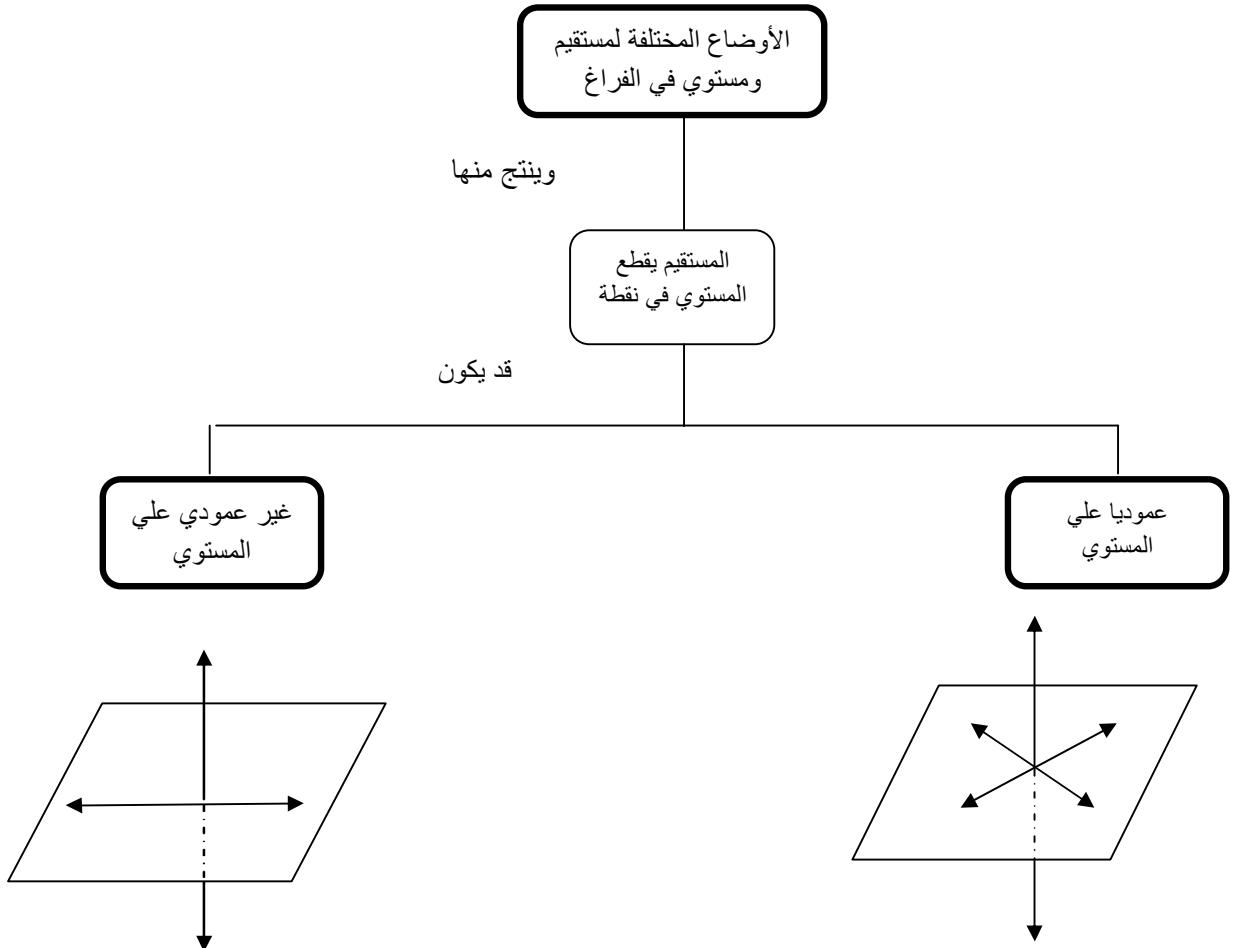 الأوضاع المختلفة لمستقيم
ومستوي في الفراغ
وينتج منها
المستقيم يقطع
المستوي في نقطة
قد يكون
عموديا علي
المستوي
غير عمودي علي
المستوي